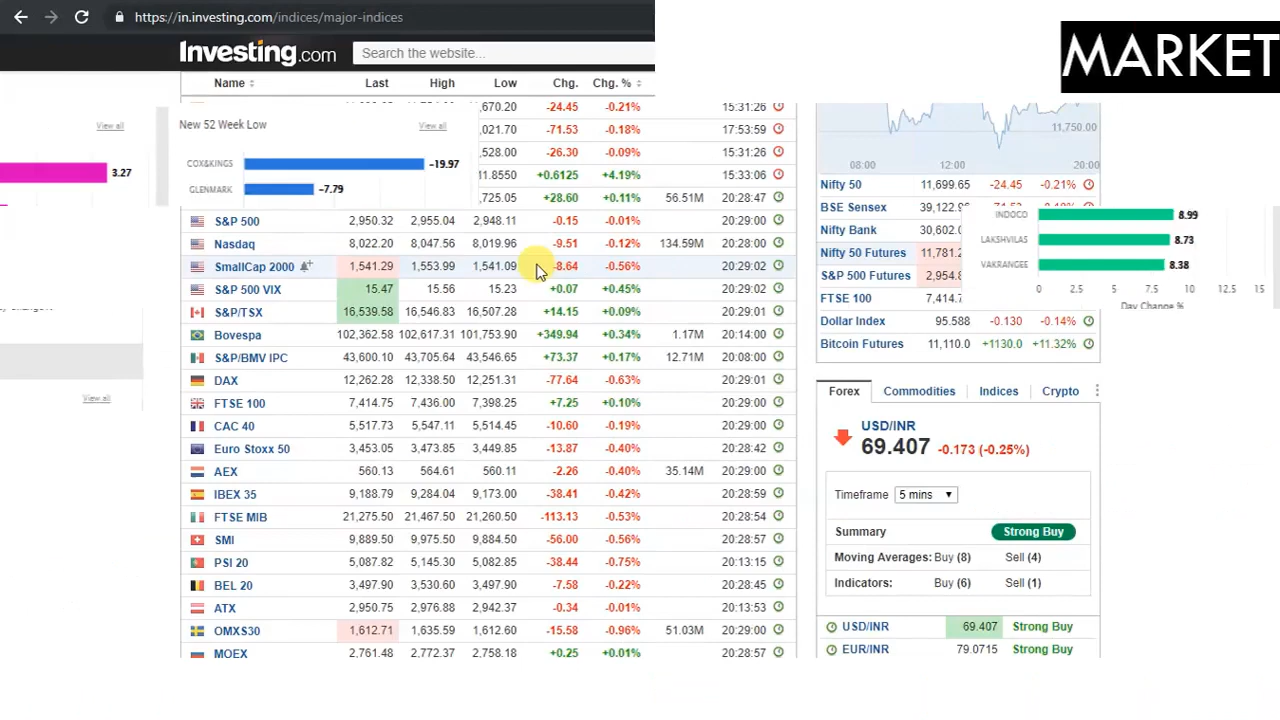 https://in.investing.com/indices/major-indices
Investing.com
Search the website...
MARKET
Name Last High Low Chg. Chg. %
,670.20 -24.45 -0.21% 15:31:26
,021.70 -71.53 -0.18% 17:53:59
,528.00 -26.30 -0.09% 15:31:26
11.8550 +0.6125 +4.19% 15:33:06
,725.05 +28.60 +0.11% 56.51M 20:28:47
View all
3.27
View all
New 52 Week Low View all
COX&KINGS -19.97
GLENMARK -7.79
S&P 500 2,950.32 2,955.04 2,948.11 -0.15 -0.01% 20:29:00
Nasdaq 8,022.20 8,047.56 8,019.96 -9.51 -0.12% 134.59M 20:28:00
SmallCap 2000 1,541.29 1,553.99 1,541.09 -8.64 -0.56% 20:29:02
S&P 500 VIX 15.47 15.56 15.23 +0.07 +0.45% 20:29:02
S&P/TSX 16,539.58 16,546.83 16,507.28 +14.15 +0.09% 20:29:01
Bovespa 102,362.58 102,617.31 101,753.90 +349.94 +0.34% 1.17M 20:14:00
S&P/BMV IPC 43,600.10 43,705.64 43,546.65 +73.37 +0.17% 12.71M 20:08:00
DAX 12,262.28 12,338.50 12,251.31 -77.64 -0.63% 20:29:01
FTSE 100 7,414.75 7,436.00 7,398.25 +7.25 +0.10% 20:29:00
CAC 40 5,517.73 5,547.11 5,514.45 -10.60 -0.19% 20:29:00
Euro Stoxx 50 3,453.05 3,473.85 3,449.85 -13.87 -0.40% 20:28:42
AEX 560.13 564.61 560.11 -2.26 -0.40% 35.14M 20:29:00
IBEX 35 9,188.79 9,284.04 9,173.00 -38.41 -0.42% 20:28:59
FTSE MIB 21,275.50 21,467.50 21,260.50 -113.13 -0.53% 20:28:54
SMI 9,889.50 9,975.50 9,884.50 -56.00 -0.56% 20:28:57
PSI 20 5,087.82 5,145.30 5,082.35 -38.44 -0.75% 20:13:15
BEL 20 3,497.90 3,530.60 3,497.90 -7.58 -0.22% 20:28:45
ATX 2,950.75 2,976.88 2,942.37 -0.34 -0.01% 20:13:53
OMXS30 1,612.71 1,635.59 1,612.60 -15.58 -0.96% 51.03M 20:29:00
MOEX 2,761.48 2,772.37 2,758.18 +0.25 +0.01% 20:28:57
11,750.00
08:00 12:00 20:00
Nifty 50 11,699.65 -24.45 -0.21%
BSE Sensex 39,122.9
Nifty Bank 30,602.
Nifty 50 Futures 11,781.2
S&P 500 Futures 2,954.8
FTSE 100 7,414.7
Dollar Index 95.588 -0.130 -0.14%
Bitcoin Futures 11,110.0 +1130.0 +11.32%
INDOCO 8.99
LAKSHVILAS 8.73
VAKRANGEE 8.38
0 2.5 5 7.5 10 12.5 15
Day Change %
Forex Commodities Indices Crypto
USD/INR
69.407 -0.173 (-0.25%)
Timeframe 5 mins
Summary Strong Buy
Moving Averages: Buy (8) Sell (4)
Indicators: Buy (6) Sell (1)
USD/INR 69.407 Strong Buy
EUR/INR 79.0715 Strong Buy